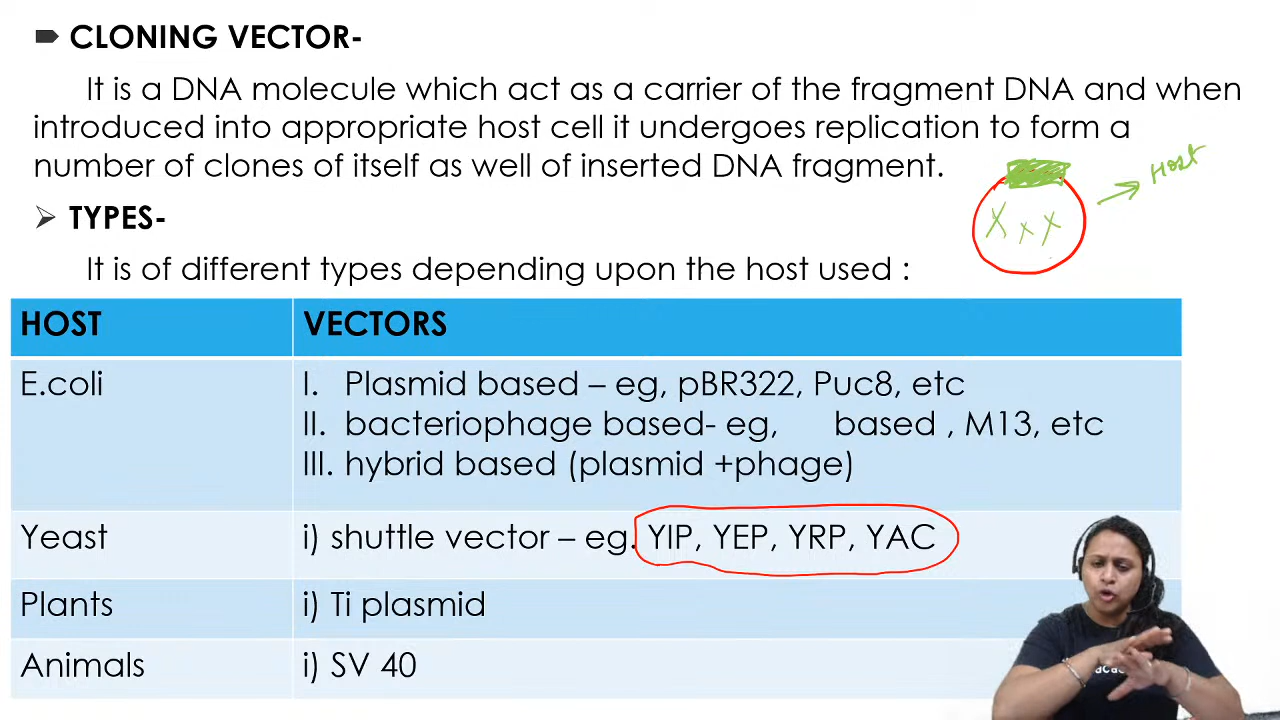 CLONING VECTOR-
It is a DNA molecule which act as a carrier of the fragment DNA and when
introduced into appropriate host cell it undergoes replication to form a
number of clones of itself as well of inserted DNA fragment.
Host
TYPES-
It is of different types depending upon the host used :
HOST VECTORS
E.coli I. Plasmid based – eg, pBR322, Puc8, etc
II. bacteriophage based- eg, based , M13, etc
III. hybrid based (plasmid +phage)
Yeast i) shuttle vector – eg. YIP, YEP, YRP, YAC
Plants i) Ti plasmid
Animals i) SV 40